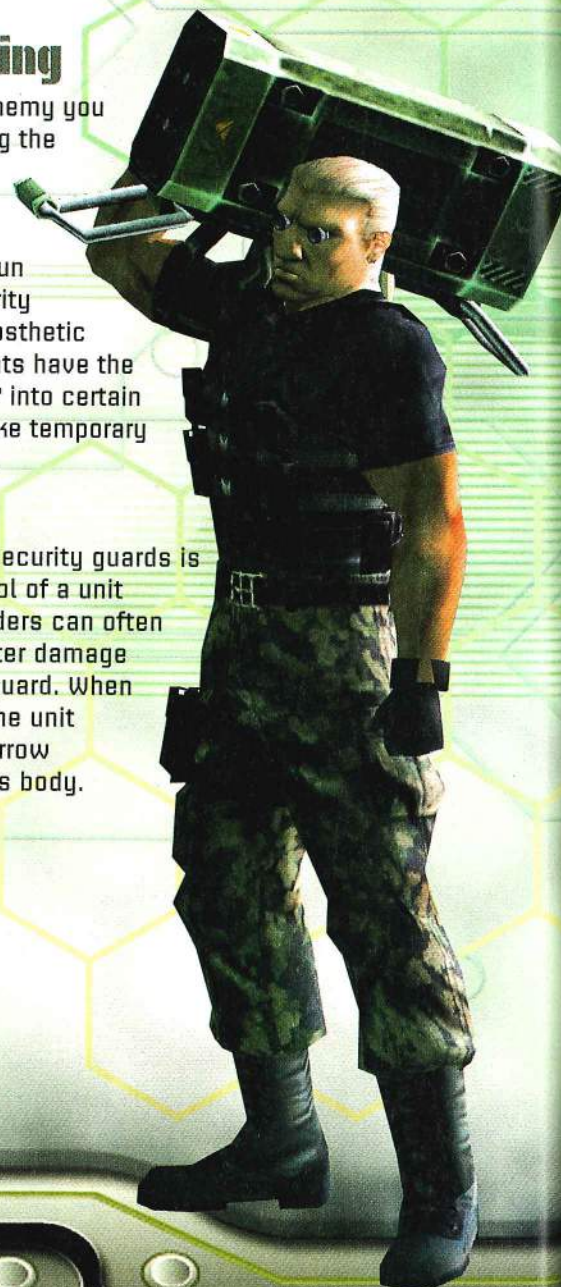 ing
nemy you
g the
un
rity
osthetic
ts have the
" into certain
ke temporary
ecurity guards is
ol of a unit
ders can often
ter damage
uard. When
he unit
rrow
s body.